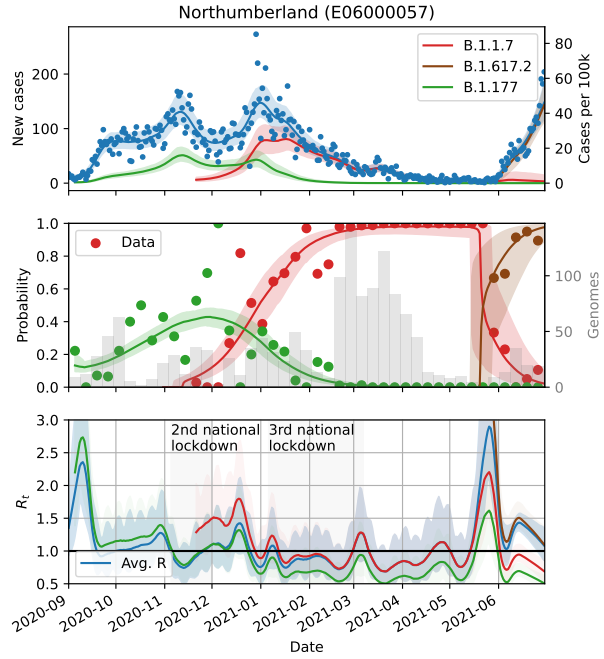 Northumberland (E06000057)
New cases
200
100
0
B.1.1.7
B.1.617.2
B.1.177
80
60
40
20
0
Cases per 100k
Probability
1.0
0.8
0.6
0.4
0.2
0.0
Data
100
50
0
Genomes
R_t
3.0
2.5
2.0
1.5
1.0
0.5
2nd national
lockdown
3rd national
lockdown
Avg. R
2020-09
2020-10
2020-11
2020-12
2021-01
2021-02
2021-03
2021-04
2021-05
2021-06
Date